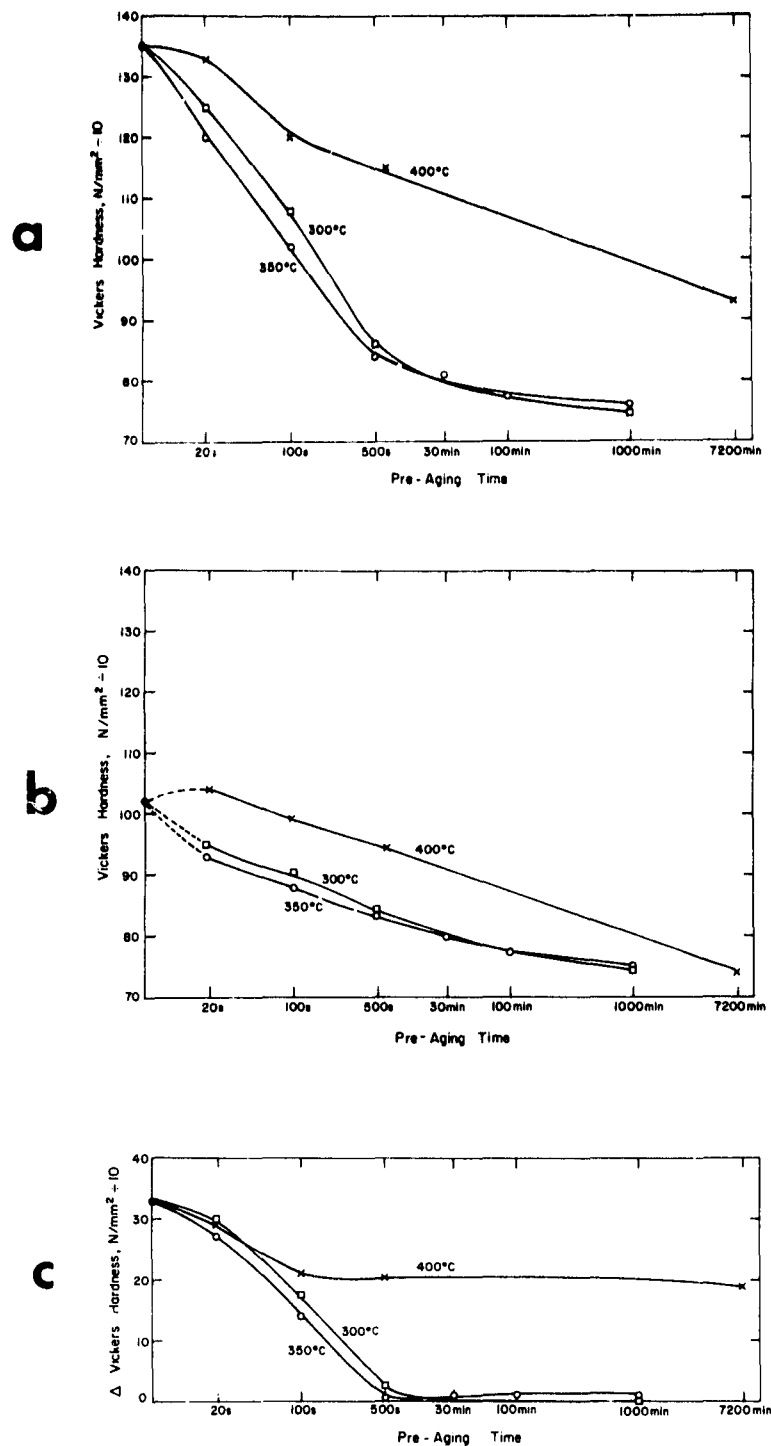 a
140
130
120
110
100
90
80
70
Vickers Hardness, N/mm² ÷ 10
400°C
300°C
350°C
20s 100s 500s 30min 100min 1000min 7200min
Pre-Aging Time
b
140
130
120
110
100
90
80
70
Vickers Hardness, N/mm² ÷ 10
400°C
300°C
350°C
20s 100s 500s 30min 100min 1000min 7200min
Pre-Aging Time
c
40
30
20
10
0
Δ Vickers Hardness, N/mm² ÷ 10
400°C
300°C
350°C
20s 100s 500s 30min 100min 1000min 7200min
Pre-Aging Time